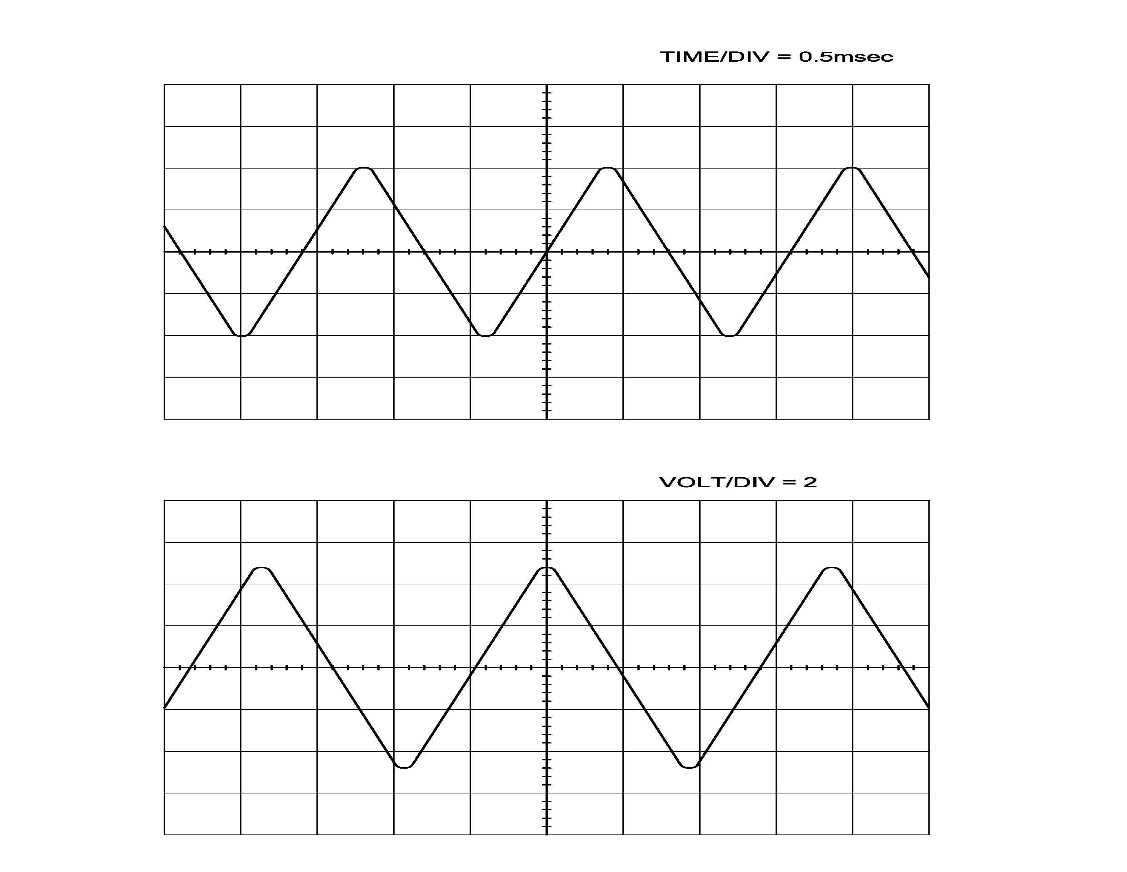 TIME/DIV = 0.5msec
VOLT/DIV = 2